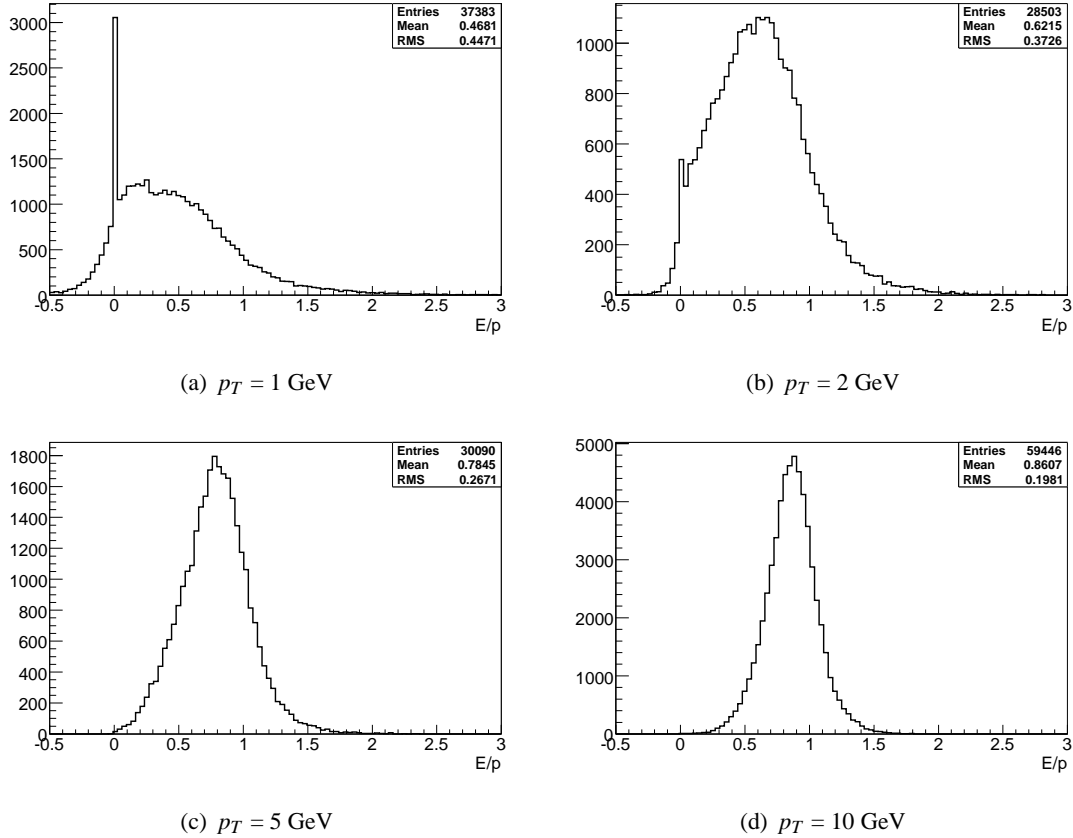 Entries 37383
Mean 0.4681
RMS 0.4471
3000
2500
2000
1500
1000
500
0
-0.5 0 0.5 1 1.5 2 2.5 3
E/p
(a) p_T = 1 GeV
Entries 28503
Mean 0.6215
RMS 0.3726
1000
800
600
400
200
0
-0.5 0 0.5 1 1.5 2 2.5 3
E/p
(b) p_T = 2 GeV
Entries 30090
Mean 0.7845
RMS 0.2671
1800
1600
1400
1200
1000
800
600
400
200
0
-0.5 0 0.5 1 1.5 2 2.5 3
E/p
(c) p_T = 5 GeV
Entries 59446
Mean 0.8607
RMS 0.1981
5000
4000
3000
2000
1000
0
-0.5 0 0.5 1 1.5 2 2.5 3
E/p
(d) p_T = 10 GeV